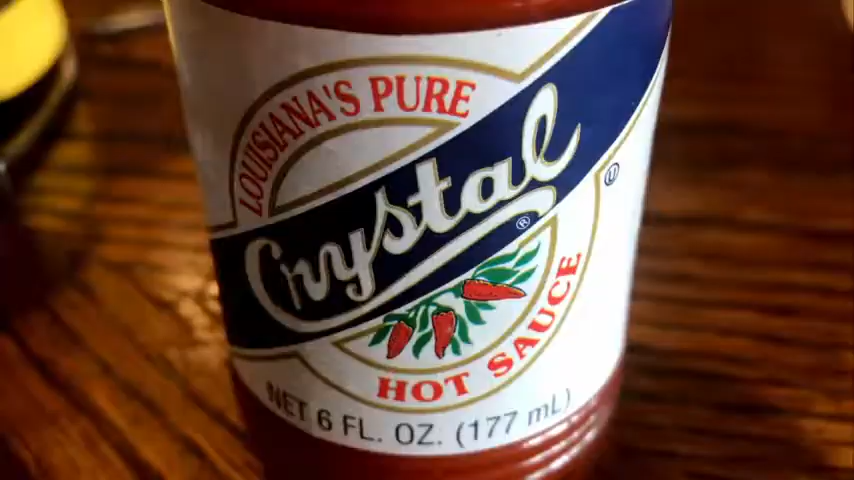 LOUISIANA'S PURE
Crystal ®
Ⓤ
HOT SAUCE
NET 6 FL. OZ. (177 mL)